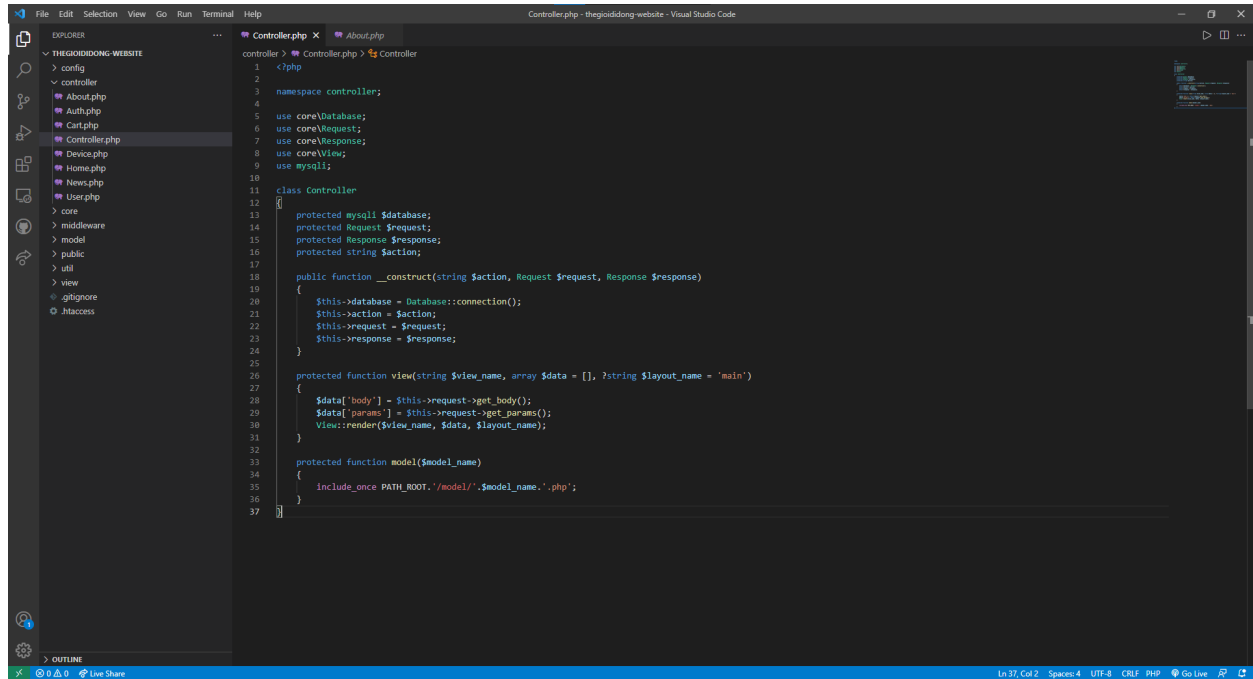 File Edit Selection View Go Run Terminal Help
Controller.php - thegioididong-website - Visual Studio Code
EXPLORER
THEGIOIDIDONG-WEBSITE
config
controller
About.php
Auth.php
Cart.php
Controller.php
Device.php
Home.php
News.php
User.php
core
middleware
model
public
util
view
.gitignore
.htaccess
OUTLINE
Controller.php About.php
controller > Controller.php > Controller
1 <?php
2
3 namespace controller;
4
5 use core\Database;
6 use core\Request;
7 use core\Response;
8 use core\View;
9 use mysqli;
10
11 class Controller
12 {
13 protected mysqli $database;
14 protected Request $request;
15 protected Response $response;
16 protected string $action;
17
18 public function __construct(string $action, Request $request, Response $response)
19 {
20 $this->database = Database::connection();
21 $this->action = $action;
22 $this->request = $request;
23 $this->response = $response;
24 }
25
26 protected function view(string $view_name, array $data = [], ?string $layout_name = 'main')
27 {
28 $data['body'] = $this->request->get_body();
29 $data['params'] = $this->request->get_params();
30 View::render($view_name, $data, $layout_name);
31 }
32
33 protected function model($model_name)
34 {
35 include_once PATH_ROOT.'/model/'.$model_name.'.php';
36 }
37 }
1
0 0 Live Share
Ln 37, Col 2 Spaces: 4 UTF-8 CRLF PHP Go Live